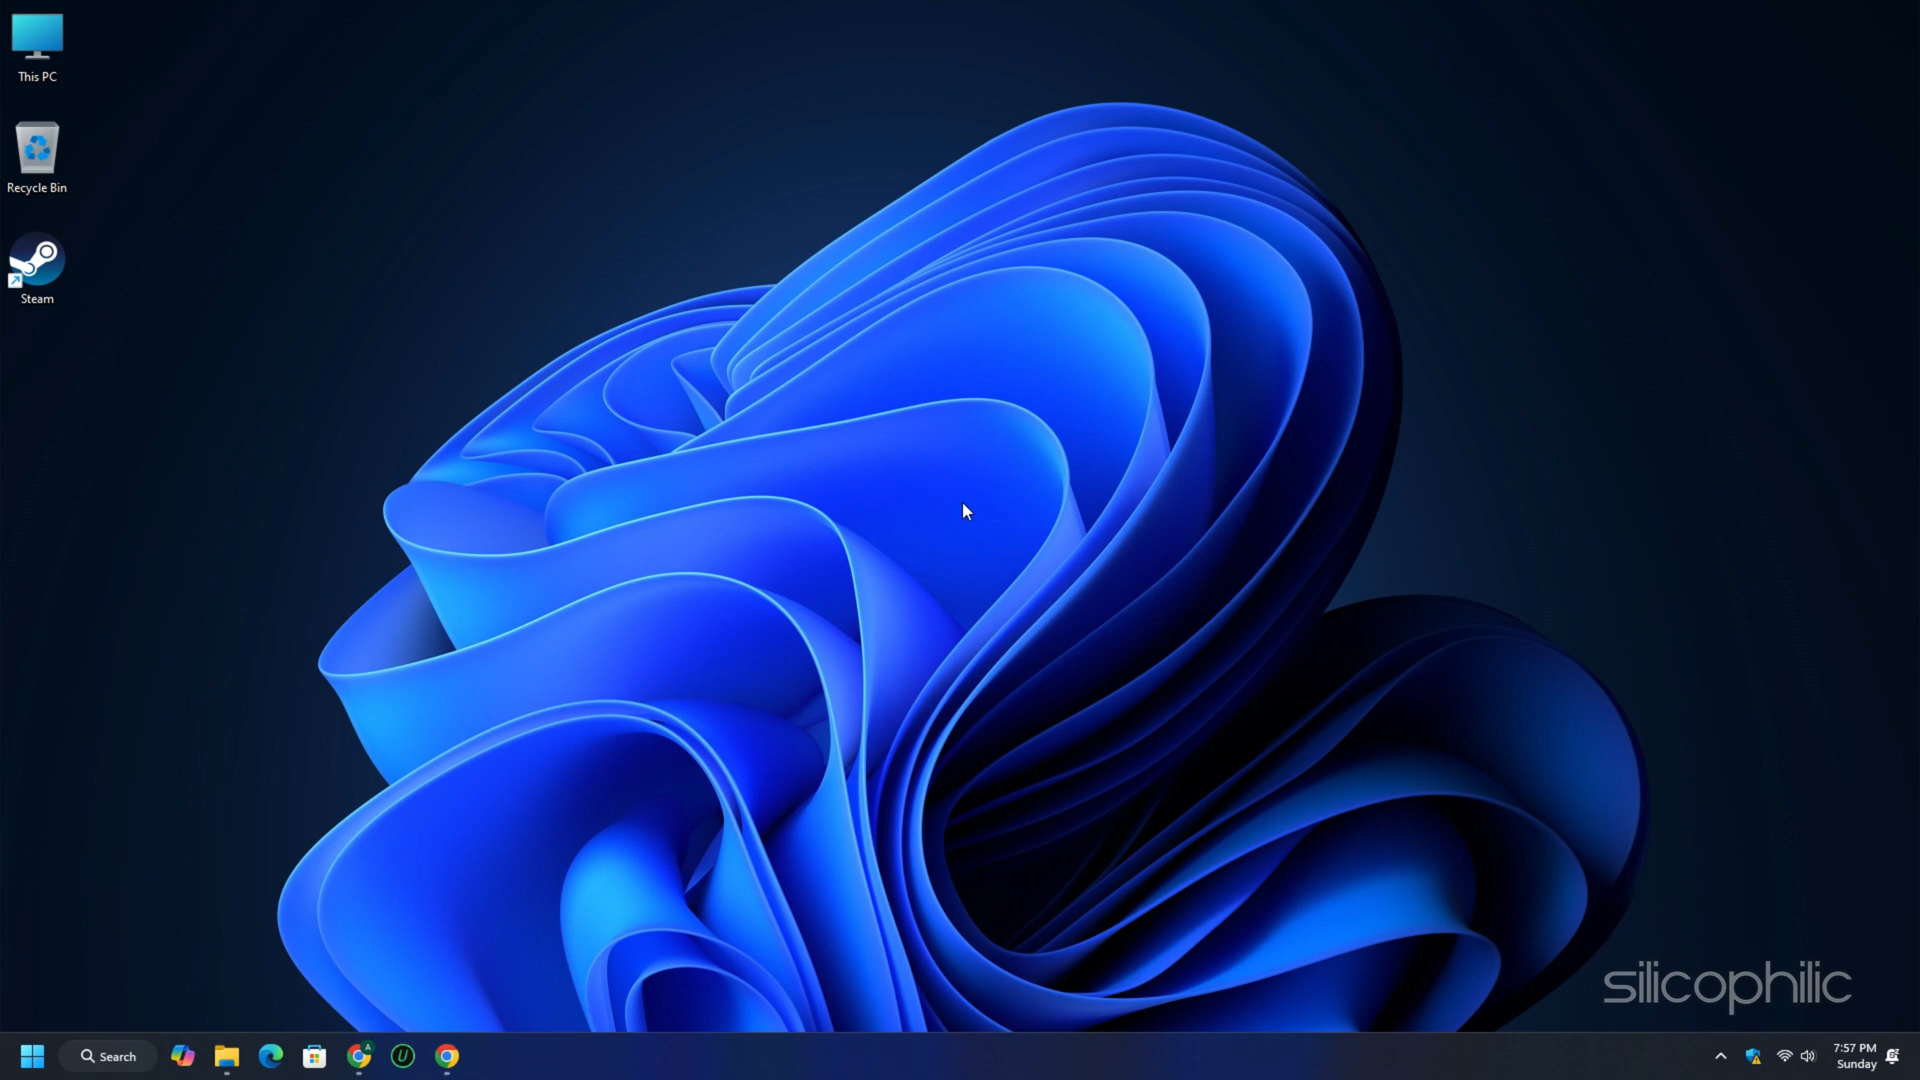 This PC
Recycle Bin
Steam
silicophilic
Search
A
U
7:57 PM
Sunday